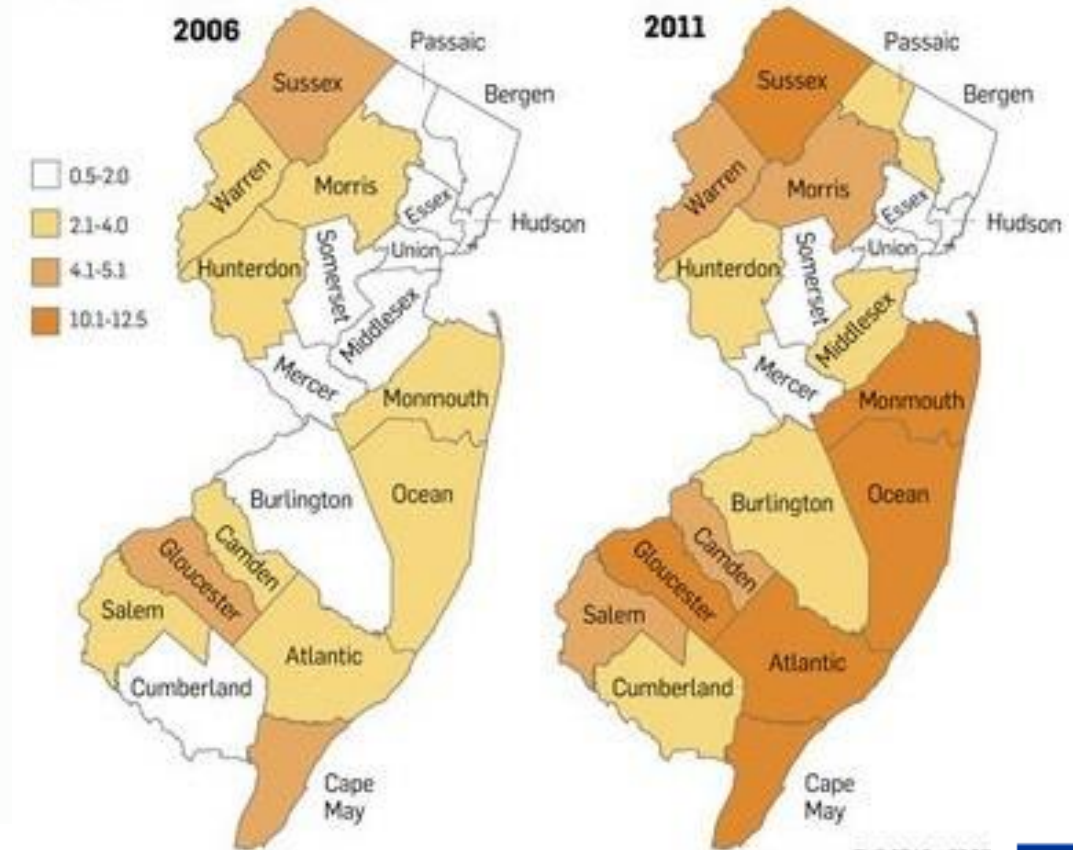 2006
Passaic
Sussex
Bergen
0.5-2.0
2.1-4.0
4.1-5.1
10.1-12.5
Warren
Morris
Essex
Hudson
Union
Hunterdon
Somerset
Middlesex
Mercer
Monmouth
Burlington
Ocean
Camden
Gloucester
Salem
Atlantic
Cumberland
Cape
May
2011
Passaic
Sussex
Bergen
Warren
Morris
Essex
Hudson
Union
Hunterdon
Somerset
Middlesex
Mercer
Monmouth
Burlington
Ocean
Camden
Gloucester
Salem
Atlantic
Cumberland
Cape
May